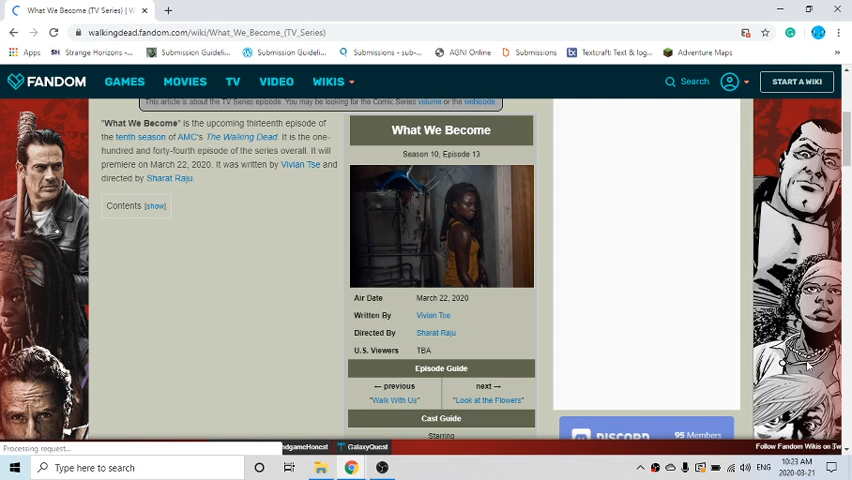 What We Become (TV Series) | W
walkingdead.fandom.com/wiki/What_We_Become_(TV_Series)
Apps
SH Strange Horizons -...
Submission Guideli...
Submission Guideli...
Submissions - sub-...
AGNI Online
Submissions
bx Textcraft: Text & log...
Adventure Maps
FANDOM
GAMES
MOVIES
TV
VIDEO
WIKIS
Search
START A WIKI
This article is about the TV Series episode. You may be looking for the Comic Series volume or the webisode.
"What We Become" is the upcoming thirteenth episode of
the tenth season of AMC's The Walking Dead. It is the one-
hundred and forty-fourth episode of the series overall. It will
premiere on March 22, 2020. It was written by Vivian Tse and
directed by Sharat Raju.
Contents [show]
What We Become
Season 10, Episode 13
Air Date March 22, 2020
Written By Vivian Tse
Directed By Sharat Raju
U.S. Viewers TBA
Episode Guide
← previous next →
"Walk With Us" "Look at the Flowers"
Cast Guide
Starring
DISCORD 95 Members
Processing request...
ndgameHonest
GalaxyQuest
Follow Fandom Wikis on Tw
Type here to search
ENG
10:23 AM
2020-03-21